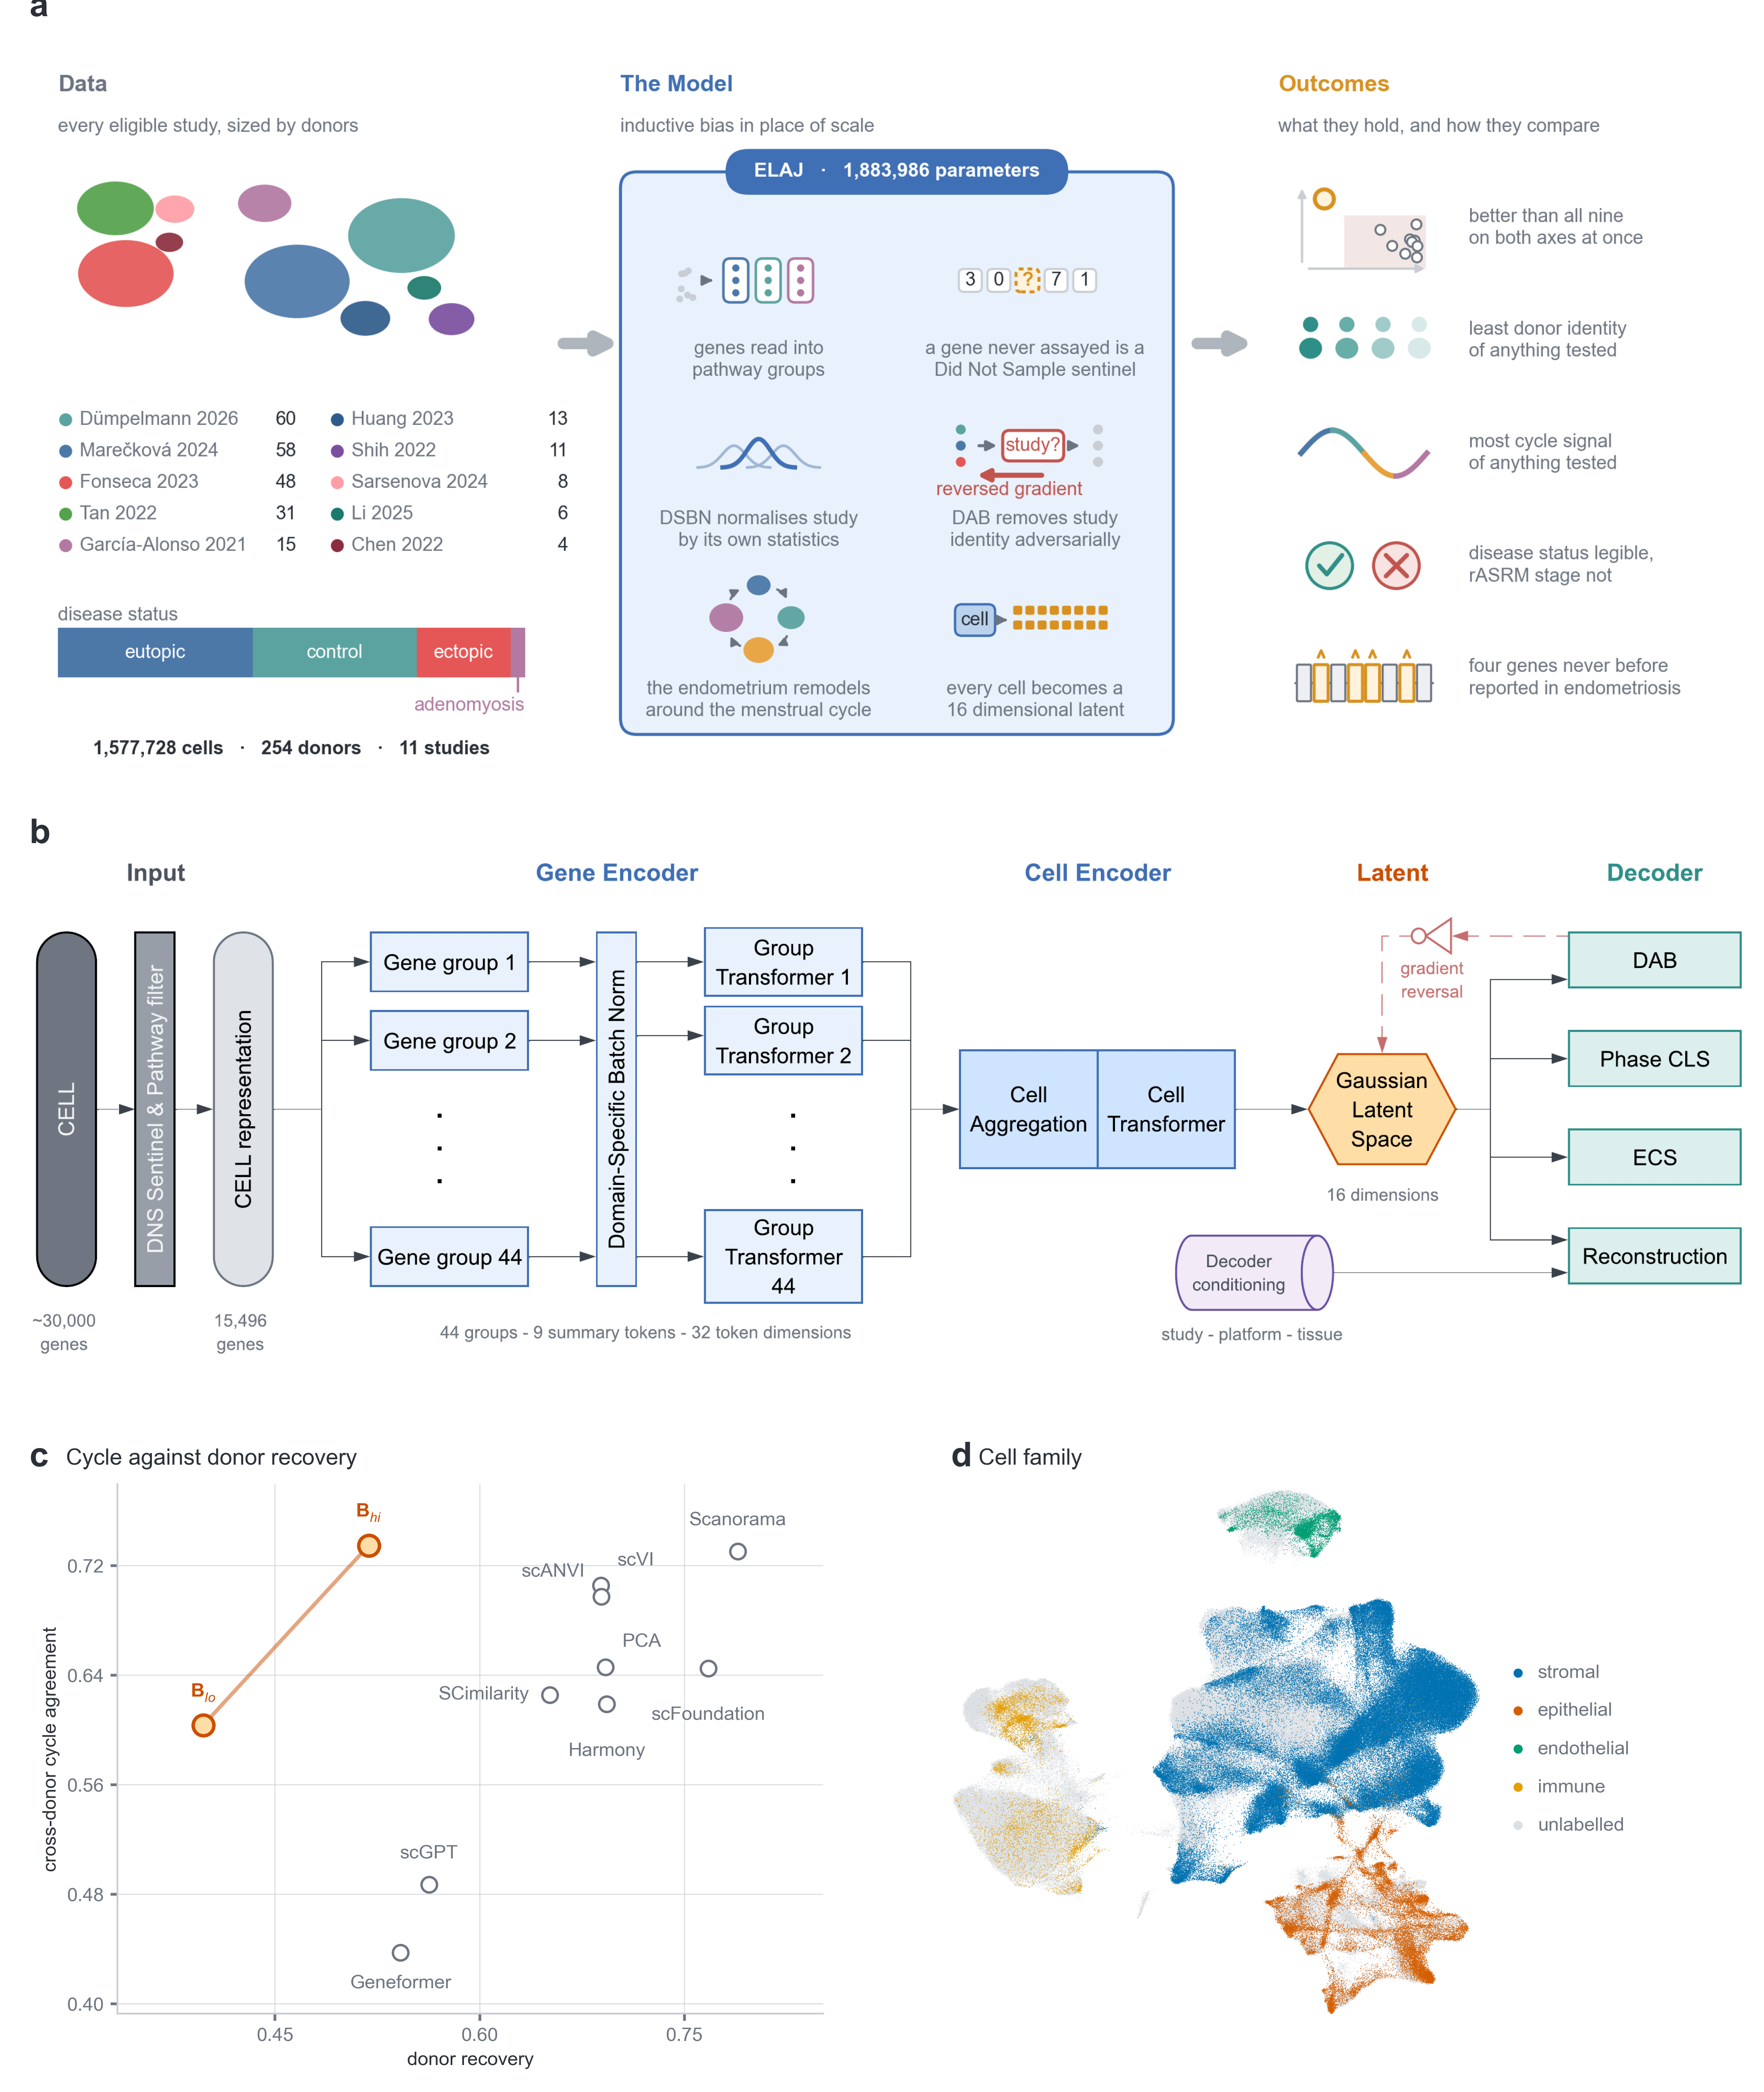 a
Data
every eligible study, sized by donors
Dümpelmann 2026 60
Marečková 2024 58
Fonseca 2023 48
Tan 2022 31
García-Alonso 2021 15
Huang 2023 13
Shih 2022 11
Sarsenova 2024 8
Li 2025 6
Chen 2022 4
disease status
eutopic control ectopic
adenomyosis
1,577,728 cells · 254 donors · 11 studies
The Model
inductive bias in place of scale
ELAJ · 1,883,986 parameters
genes read into
pathway groups
3 0 ? 7 1
a gene never assayed is a
Did Not Sample sentinel
DSBN normalises study
by its own statistics
study?
reversed gradient
DAB removes study
identity adversarially
the endometrium remodels
around the menstrual cycle
cell
every cell becomes a
16 dimensional latent
Outcomes
what they hold, and how they compare
better than all nine
on both axes at once
least donor identity
of anything tested
most cycle signal
of anything tested
disease status legible,
rASRM stage not
four genes never before
reported in endometriosis
b
Input
Gene Encoder
Cell Encoder
Latent
Decoder
CELL
~30,000
genes
DNS Sentinel & Pathway filter
CELL representation
15,496
genes
Gene group 1
Gene group 2
.
.
.
Gene group 44
Domain-Specific Batch Norm
Group
Transformer 1
Group
Transformer 2
.
.
.
Group
Transformer
44
44 groups - 9 summary tokens - 32 token dimensions
Cell
Aggregation
Cell
Transformer
gradient
reversal
Gaussian
Latent
Space
16 dimensions
Decoder
conditioning
study - platform - tissue
DAB
Phase CLS
ECS
Reconstruction
c Cycle against donor recovery
cross-donor cycle agreement
0.72
0.64
0.56
0.48
0.40
Bhi
Blo
Scanorama
scVI
scANVI
PCA
SCimilarity
scFoundation
Harmony
scGPT
Geneformer
0.45 0.60 0.75
donor recovery
d Cell family
stromal
epithelial
endothelial
immune
unlabelled